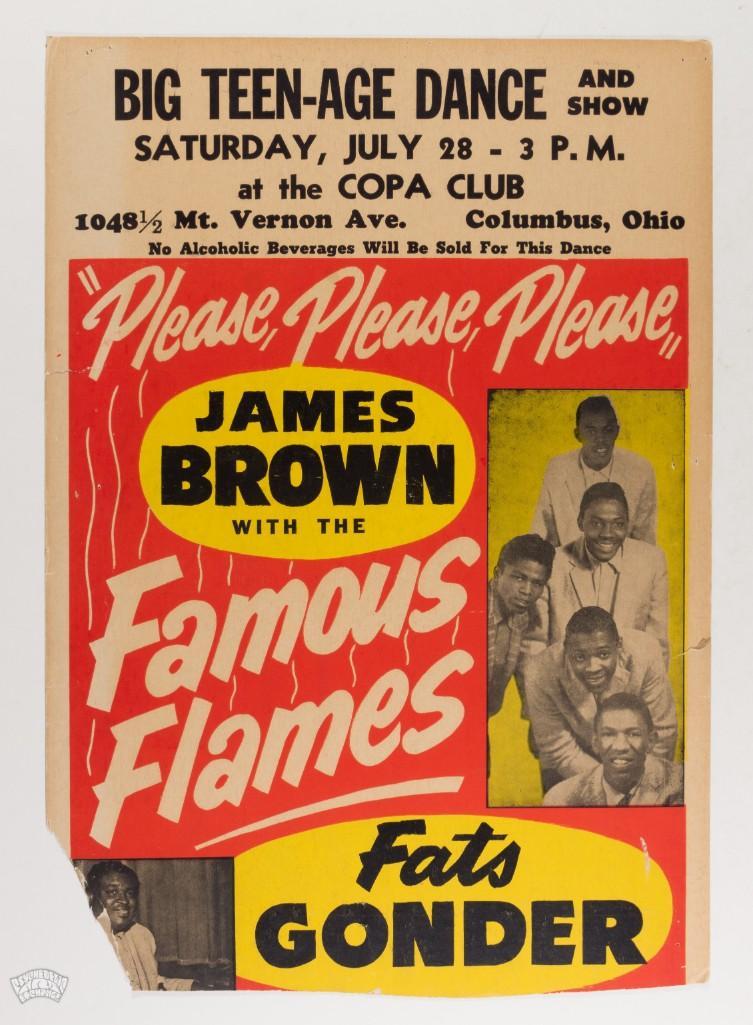 BIG TEEN-AGE DANCE AND SHOW
SATURDAY, JULY 28 - 3 P. M.
at the COPA CLUB
1048½ Mt. Vernon Ave. Columbus, Ohio
No Alcoholic Beverages Will Be Sold For This Dance
"Please, Please, Please"
JAMES
BROWN
WITH THE
Famous
Flames
Fats
GONDER